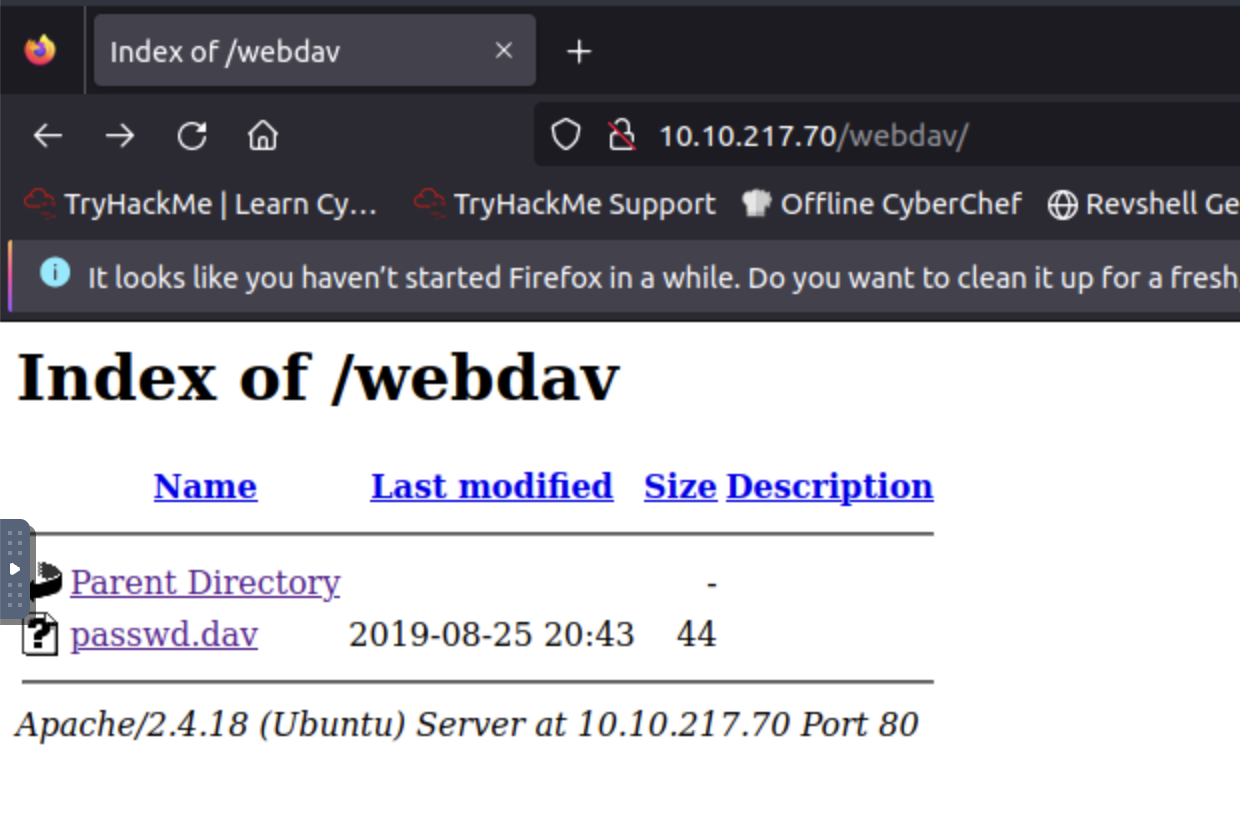 Index of /webdav
10.10.217.70/webdav/
TryHackMe | Learn Cy… TryHackMe Support Offline CyberChef Revshell Ge
It looks like you haven’t started Firefox in a while. Do you want to clean it up for a fresh
Index of /webdav
Name Last modified Size Description
Parent Directory -
passwd.dav 2019-08-25 20:43 44
Apache/2.4.18 (Ubuntu) Server at 10.10.217.70 Port 80